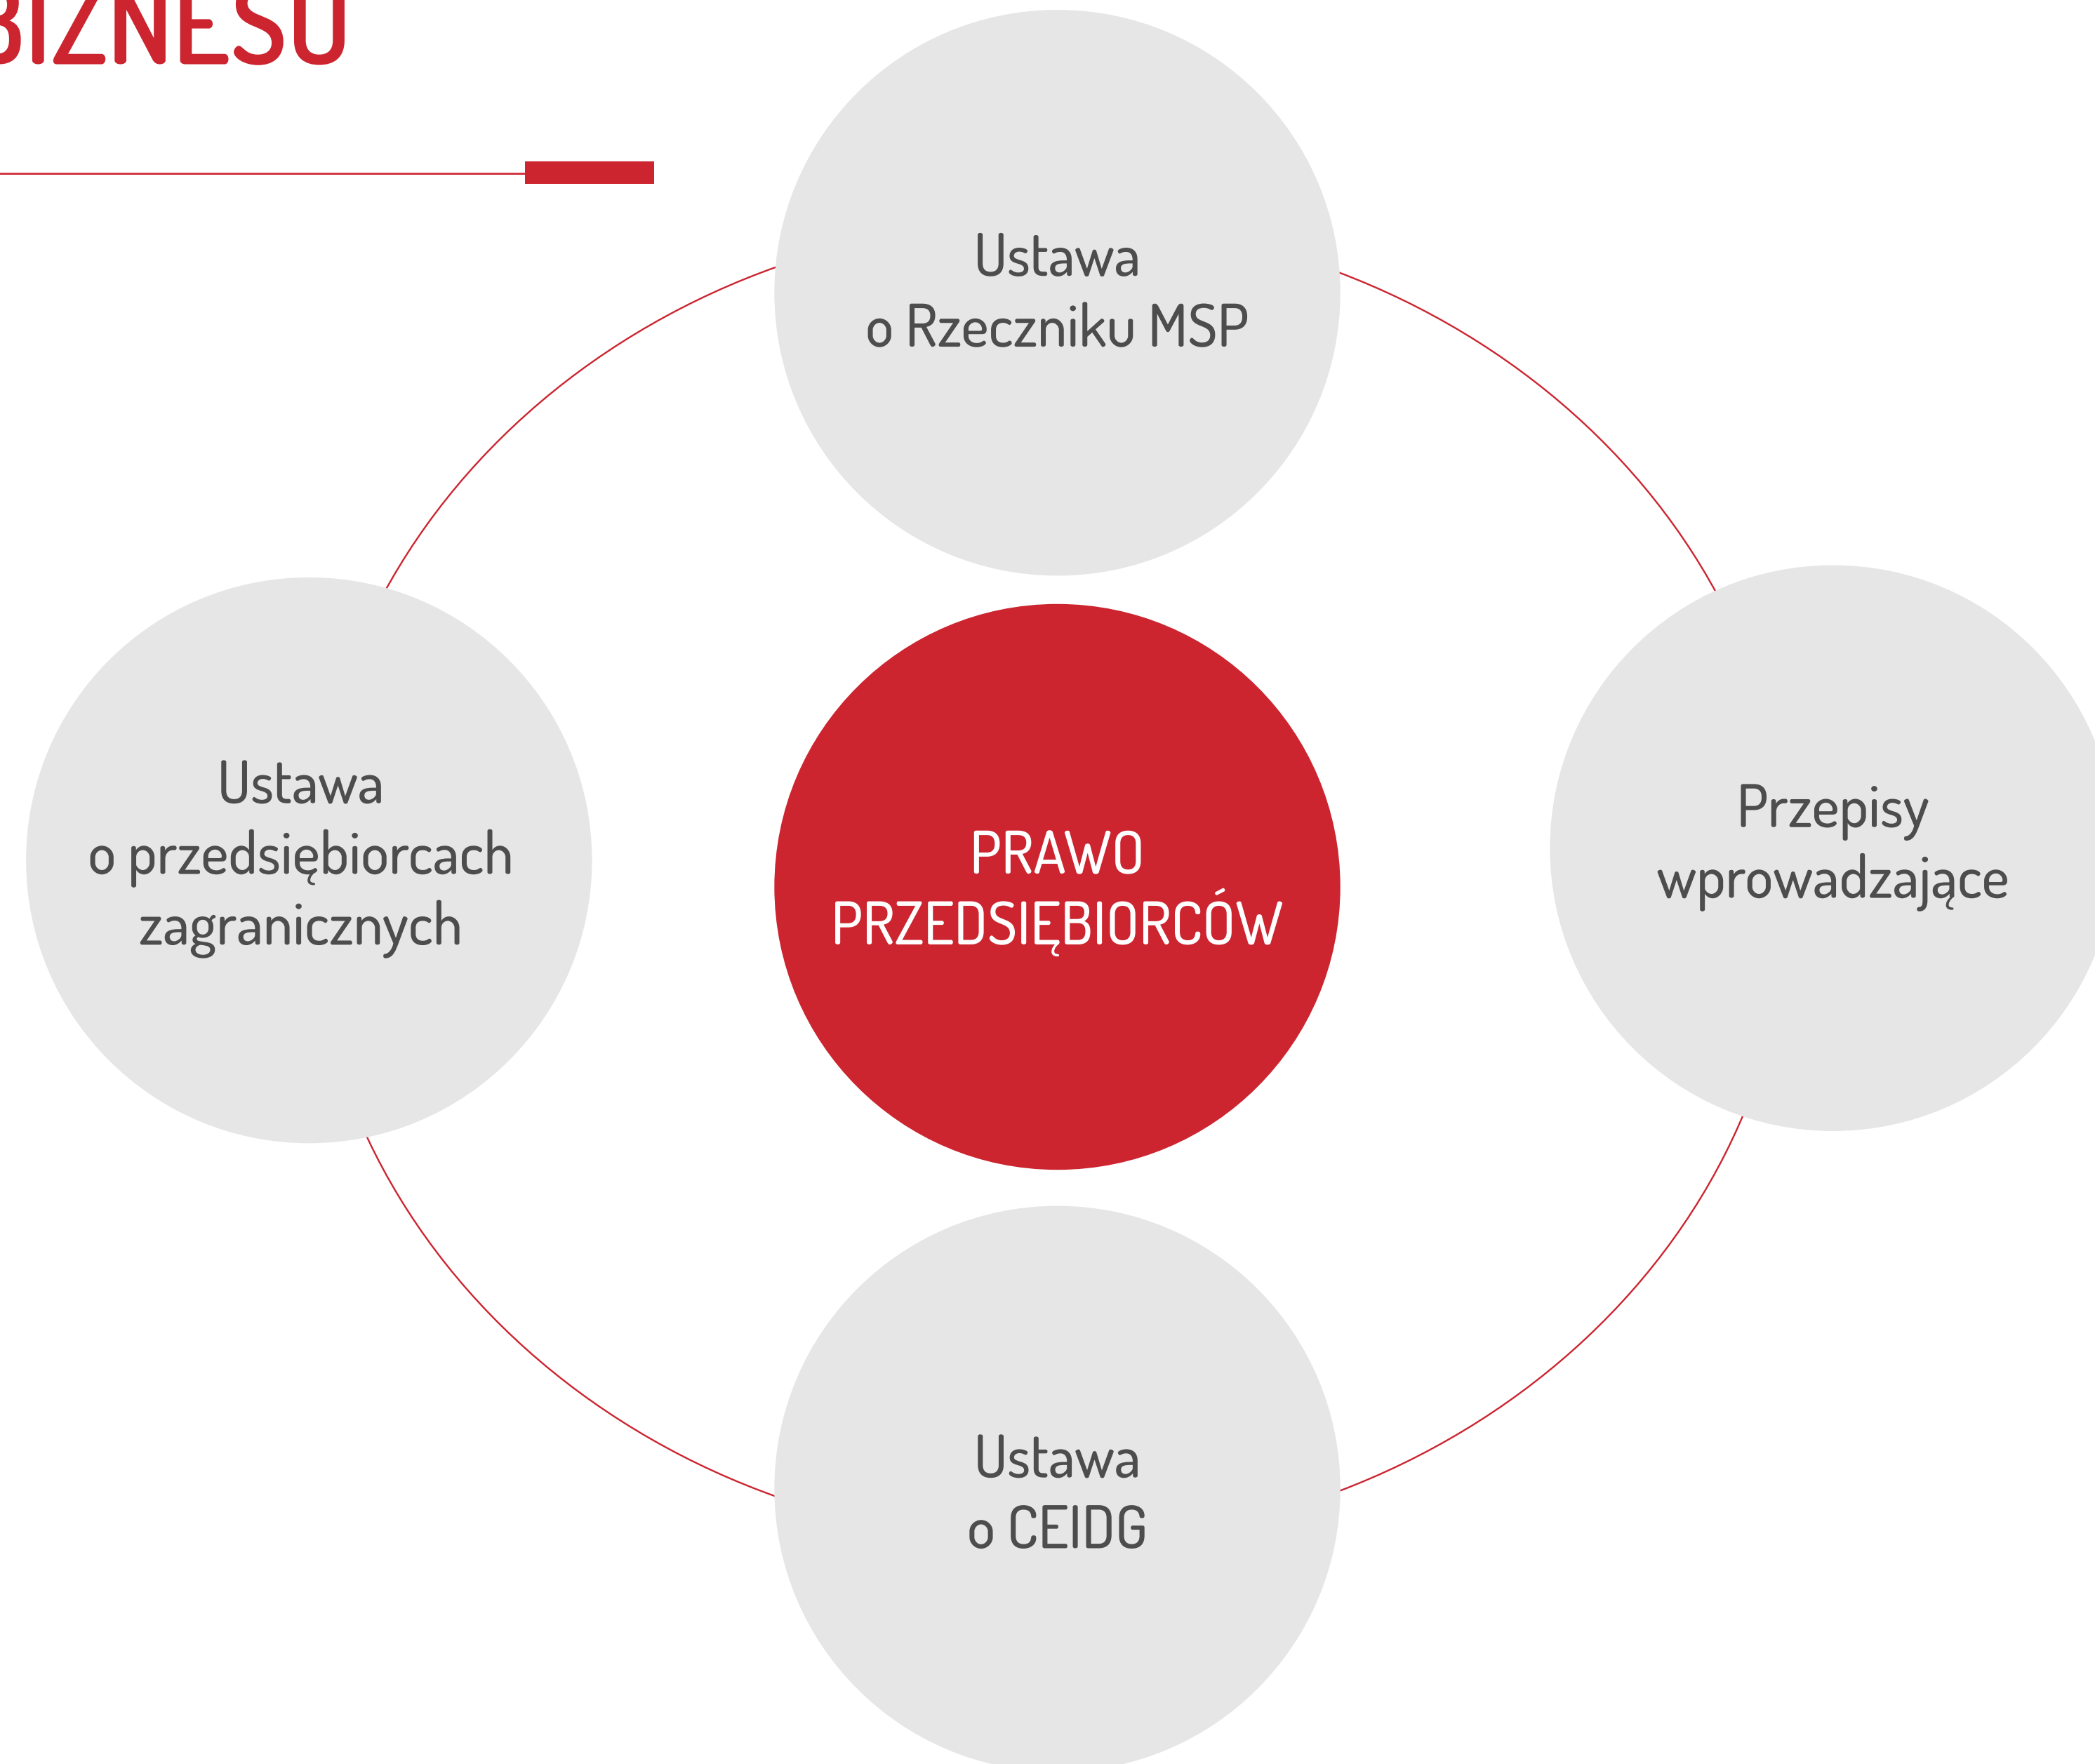 BIZNESU
Ustawa
o Rzeczniku MSP
Ustawa
o przedsiębiorcach
zagranicznych
PRAWO
PRZEDSIĘBIORCÓW
Przepisy
wprowadzające
Ustawa
o CEIDG